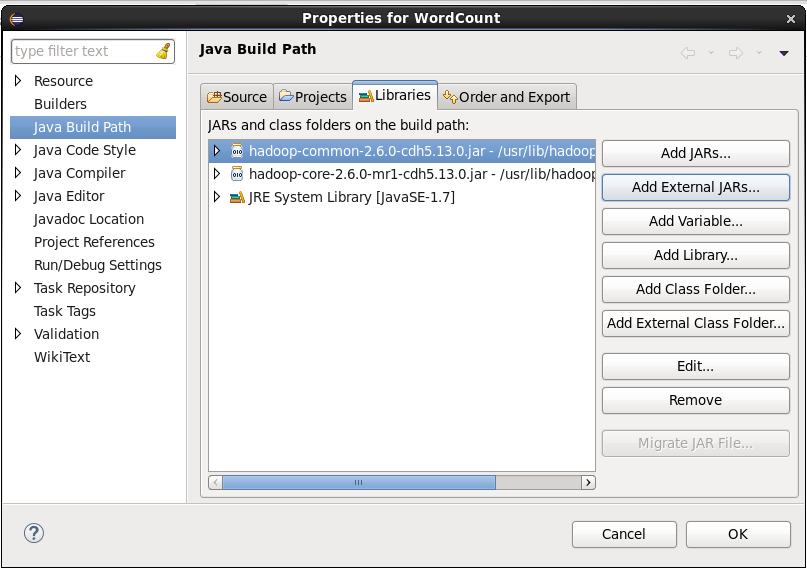 Properties for WordCount
type filter text
Resource
Builders
Java Build Path
Java Code Style
Java Compiler
Java Editor
Javadoc Location
Project References
Run/Debug Settings
Task Repository
Task Tags
Validation
WikiText
Java Build Path
Source Projects Libraries Order and Export
JARs and class folders on the build path:
hadoop-common-2.6.0-cdh5.13.0.jar - /usr/lib/hadoop
hadoop-core-2.6.0-mr1-cdh5.13.0.jar - /usr/lib/hadoop
JRE System Library [JavaSE-1.7]
Add JARs...
Add External JARs...
Add Variable...
Add Library...
Add Class Folder...
Add External Class Folder...
Edit...
Remove
Migrate JAR File...
Cancel OK